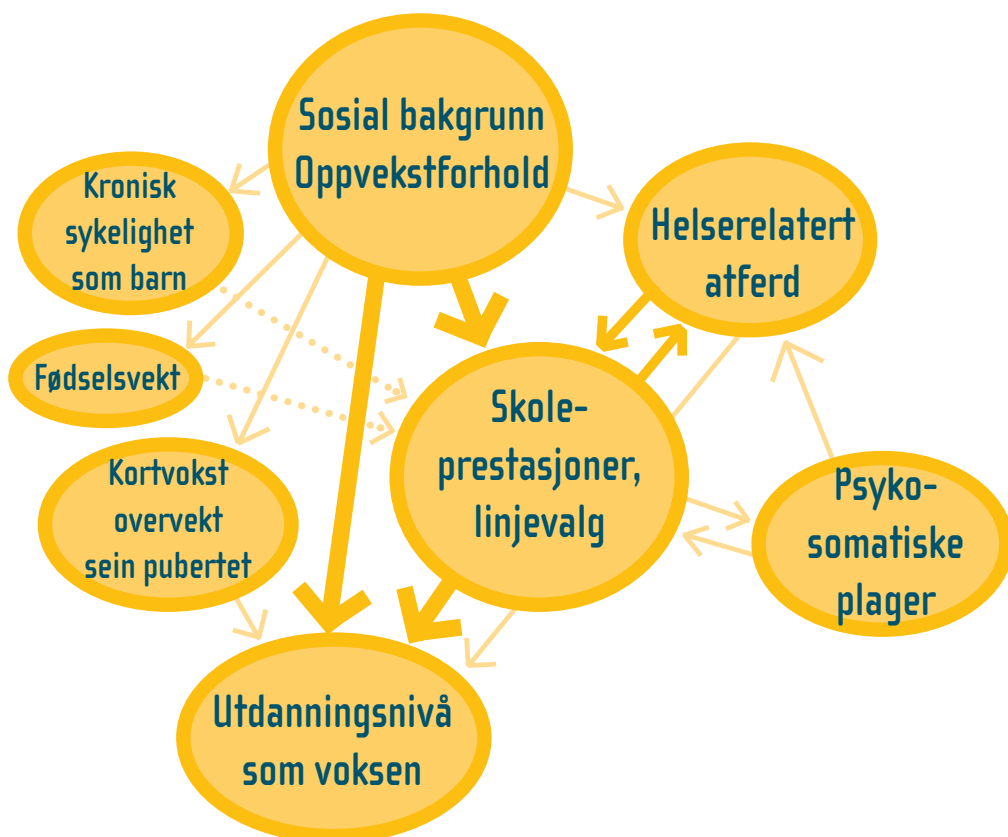 Sosial bakgrunn
Oppvekstforhold
Kronisk
sykelighet
som barn
Helserelatert
atferd
Fødselsvekt
Skole-
prestasjoner,
linjevalg
Kortvokst
overvekt
sein pubertet
Psyko-
somatiske
plager
Utdanningsnivå
som voksen